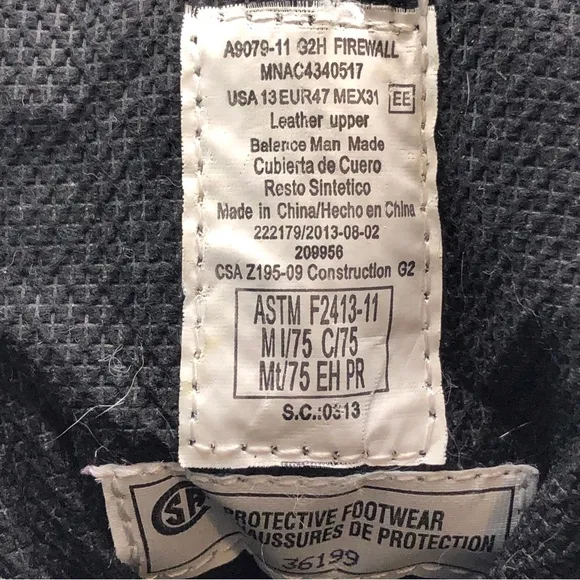 A9079-11 G2H FIREWALL
MNAC4340517
USA 13 EUR47 MEX31 EE
Leather upper
Balance Man Made
Cubierta de Cuero
Resto Sintetico
Made in China/Hecho en China
222179/2013-08-02
209956
CSA Z195-09 Construction G2
ASTM F2413-11
M I/75 C/75
Mt/75 EH PR
S.C.:0313
PROTECTIVE FOOTWEAR
CHAUSSURES DE PROTECTION
36199